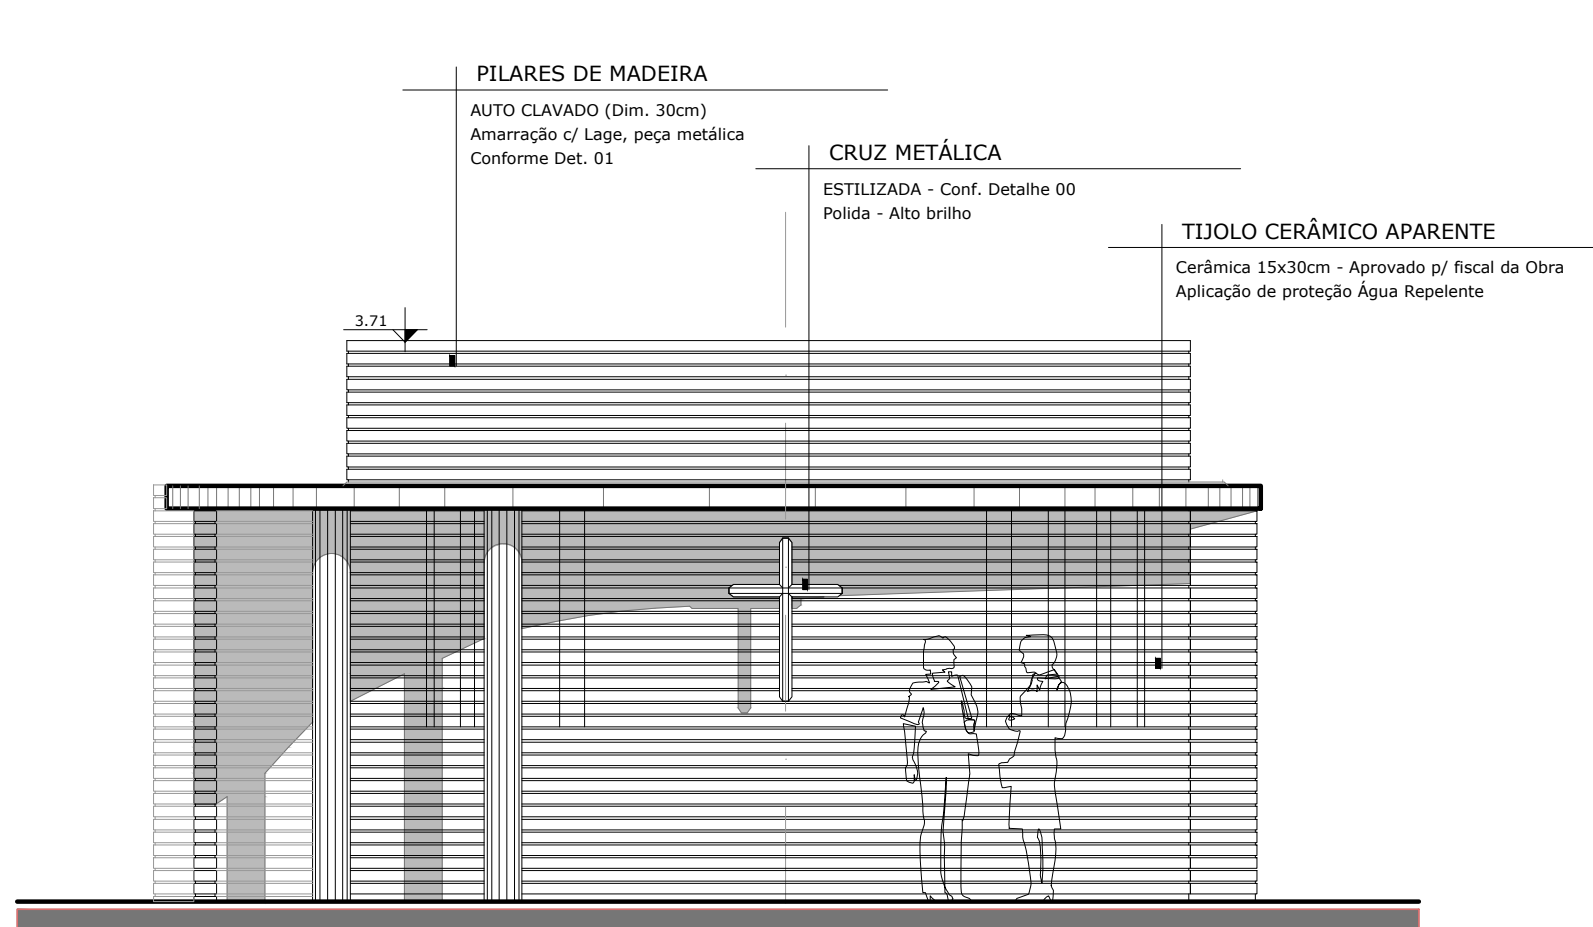 PILARES DE MADEIRA
AUTO CLAVADO (Dim. 30cm)
Amarração c/ Lage, peça metálica
Conforme Det. 01
CRUZ METÁLICA
ESTILIZADA - Conf. Detalhe 00
Polida - Alto brilho
TIJOLO CERÂMICO APARENTE
Cerâmica 15x30cm - Aprovado p/ fiscal da Obra
Aplicação de proteção Água Repelente
3.71